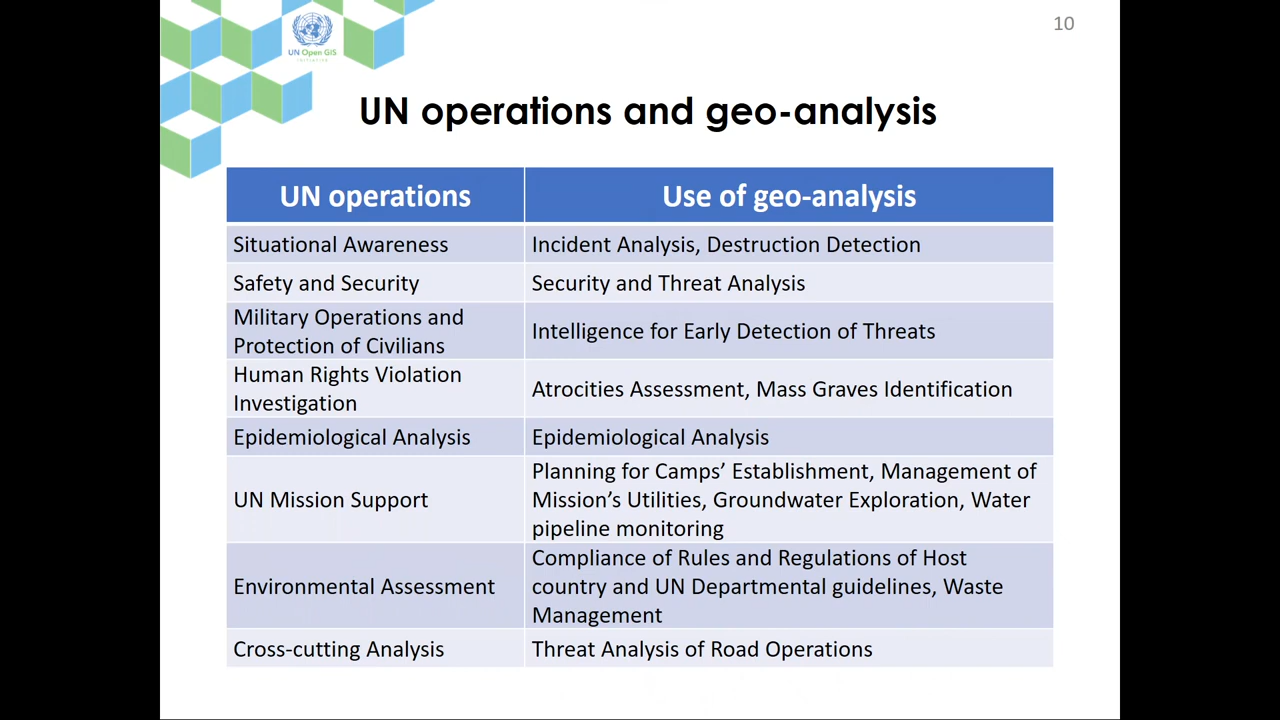 10
UN Open GIS
INITIATIVE
UN operations and geo-analysis
UN operations
Use of geo-analysis
Situational Awareness
Incident Analysis, Destruction Detection
Safety and Security
Security and Threat Analysis
Military Operations and
Protection of Civilians
Intelligence for Early Detection of Threats
Human Rights Violation
Investigation
Atrocities Assessment, Mass Graves Identification
Epidemiological Analysis
Epidemiological Analysis
UN Mission Support
Planning for Camps’ Establishment, Management of
Mission’s Utilities, Groundwater Exploration, Water
pipeline monitoring
Environmental Assessment
Compliance of Rules and Regulations of Host
country and UN Departmental guidelines, Waste
Management
Cross-cutting Analysis
Threat Analysis of Road Operations